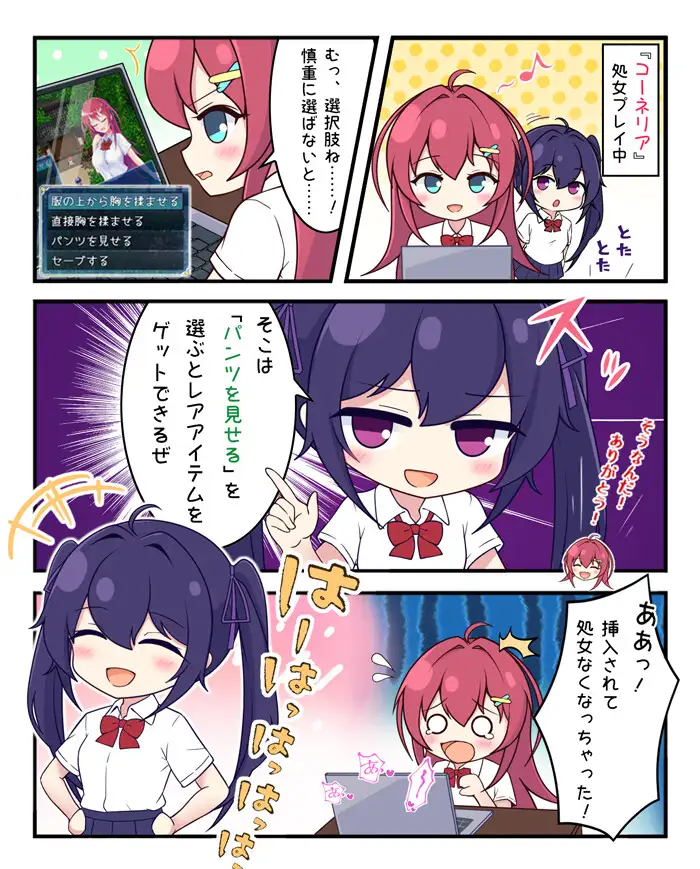 『コーネリア』
処女プレイ中
とた
とた
むっ、選択肢ね……！
慎重に選ばないと……
服の上から胸を揉ませる
直接胸を揉ませる
パンツを見せる
セーブする
スッ
そこは
「パンツを見せる」を
選ぶとレアアイテムを
ゲットできるぜ
そうなんだ！
ありがとう！
ああっ！
挿入されて
処女なくなっちゃった！
あっ
あっ
はーはっはっはっはっ